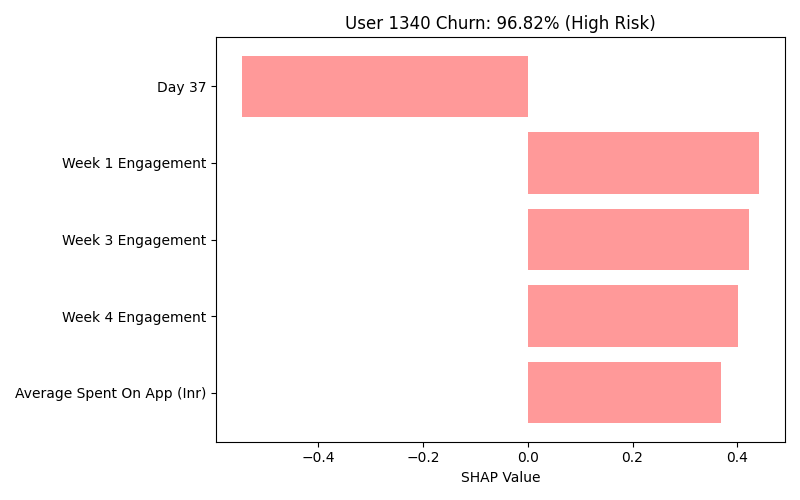 User 1340 Churn: 96.82% (High Risk)
Day 37
Week 1 Engagement
Week 3 Engagement
Week 4 Engagement
Average Spent On App (Inr)
−0.4 −0.2 0.0 0.2 0.4
SHAP Value